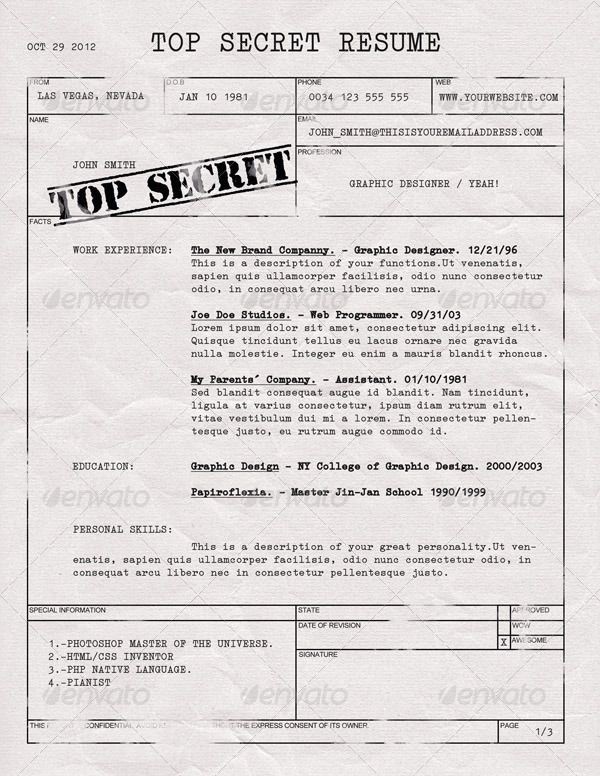 OCT 29 2012
TOP SECRET RESUME
FROM
LAS VEGAS, NEVADA
D.O.B
JAN 10 1981
PHONE
0034 123 555 555
WEB
WWW.YOURWEBSITE.COM
NAME
JOHN SMITH
TOP SECRET
EMAIL
JOHN_SMITH@THISISYOUREMAILADDRESS.COM
PROFESSION
GRAPHIC DESIGNER / YEAH!
FACTS
WORK EXPERIENCE:
The New Brand Companny. - Graphic Designer. 12/21/96
This is a description of your functions.Ut venenatis,
sapien quis ullamcorper facilisis, odio nunc consectetur
odio, in consequat arcu libero nec urna.
Joe Doe Studios. - Web Programmer. 09/31/03
Lorem ipsum dolor sit amet, consectetur adipiscing elit.
Quisque tincidunt tellus eu lacus ornare nec gravida
nulla molestie. Integer eu enim a mauris blandit rhoncus.
My Parents´ Company. - Assistant. 01/10/1981
Sed blandit consequat augue id blandit. Nam tincidunt,
ligula at varius consectetur, ipsum diam rutrum elit,
vitae vestibulum dui mi a lorem. In consectetur pellen-
tesque justo, eu rutrum augue commodo id.
EDUCATION:
Graphic Design - NY College of Graphic Design. 2000/2003
Papiroflexia. - Master Jin-Jan School 1990/1999
PERSONAL SKILLS:
This is a description of your great personality.Ut ven-
enatis, sapien quis ullamcorper facilisis, odio nunc consectetur odio, in
consequat arcu libero nec in consectetur pellentesque justo.
SPECIAL INFORMATION
1.-PHOTOSHOP MASTER OF THE UNIVERSE.
2.-HTML/CSS INVENTOR
3.-PHP NATIVE LANGUAGE.
4.-PIANIST
STATE
DATE OF REVISION
SIGNATURE
APPROVED
WOW
X AWESOME
THIS CONFIDENTIAL THE EXPRESS CONSENT OF ITS OWNER.
PAGE
1/3
envato